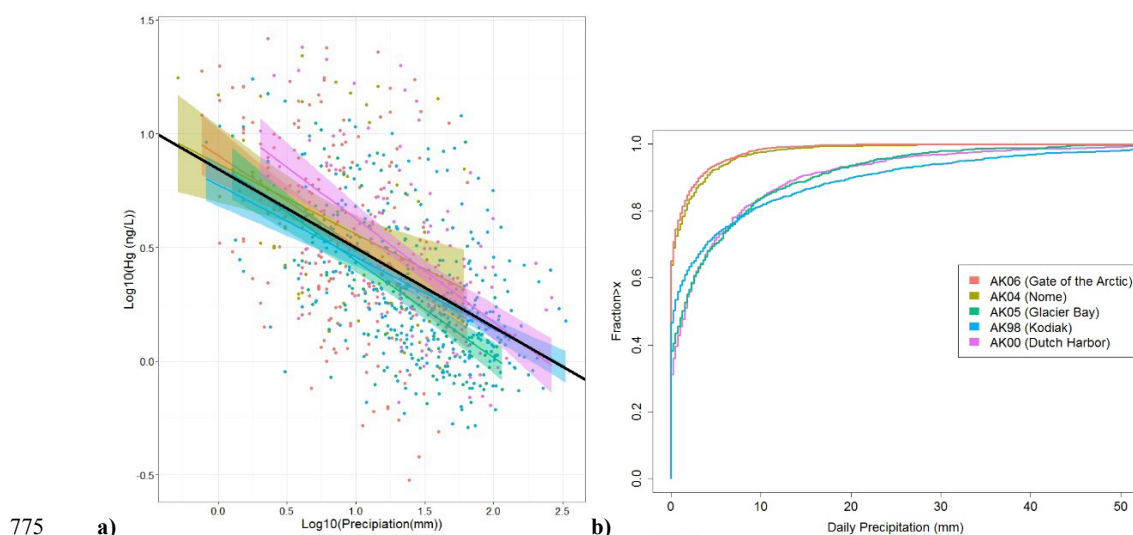 1.5
1.0
0.5
0.0
-0.5
Log10(Hg (ng/L))
0.0 0.5 1.0 1.5 2.0 2.5
Log10(Precipiation(mm))
1.0
0.8
0.6
0.4
0.2
0.0
Fraction>x
AK06 (Gate of the Arctic)
AK04 (Nome)
AK05 (Glacier Bay)
AK98 (Kodiak)
AK00 (Dutch Harbor)
0 10 20 30 40 50
Daily Precipitation (mm)
775 a) b)